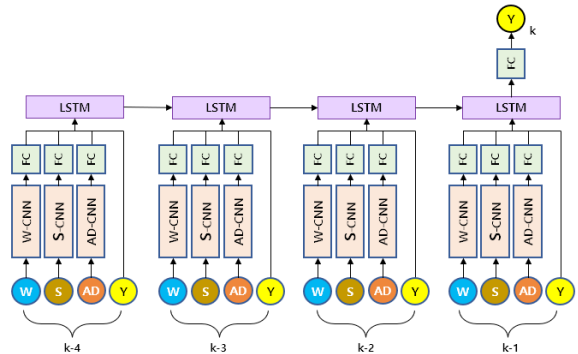 Y
k
FC
LSTM LSTM LSTM LSTM
FC FC FC FC FC FC FC FC FC FC FC FC
W-CNN S-CNN AD-CNN W-CNN S-CNN AD-CNN W-CNN S-CNN AD-CNN W-CNN S-CNN AD-CNN
W S AD Y W S AD Y W S AD Y W S AD Y
k-4 k-3 k-2 k-1